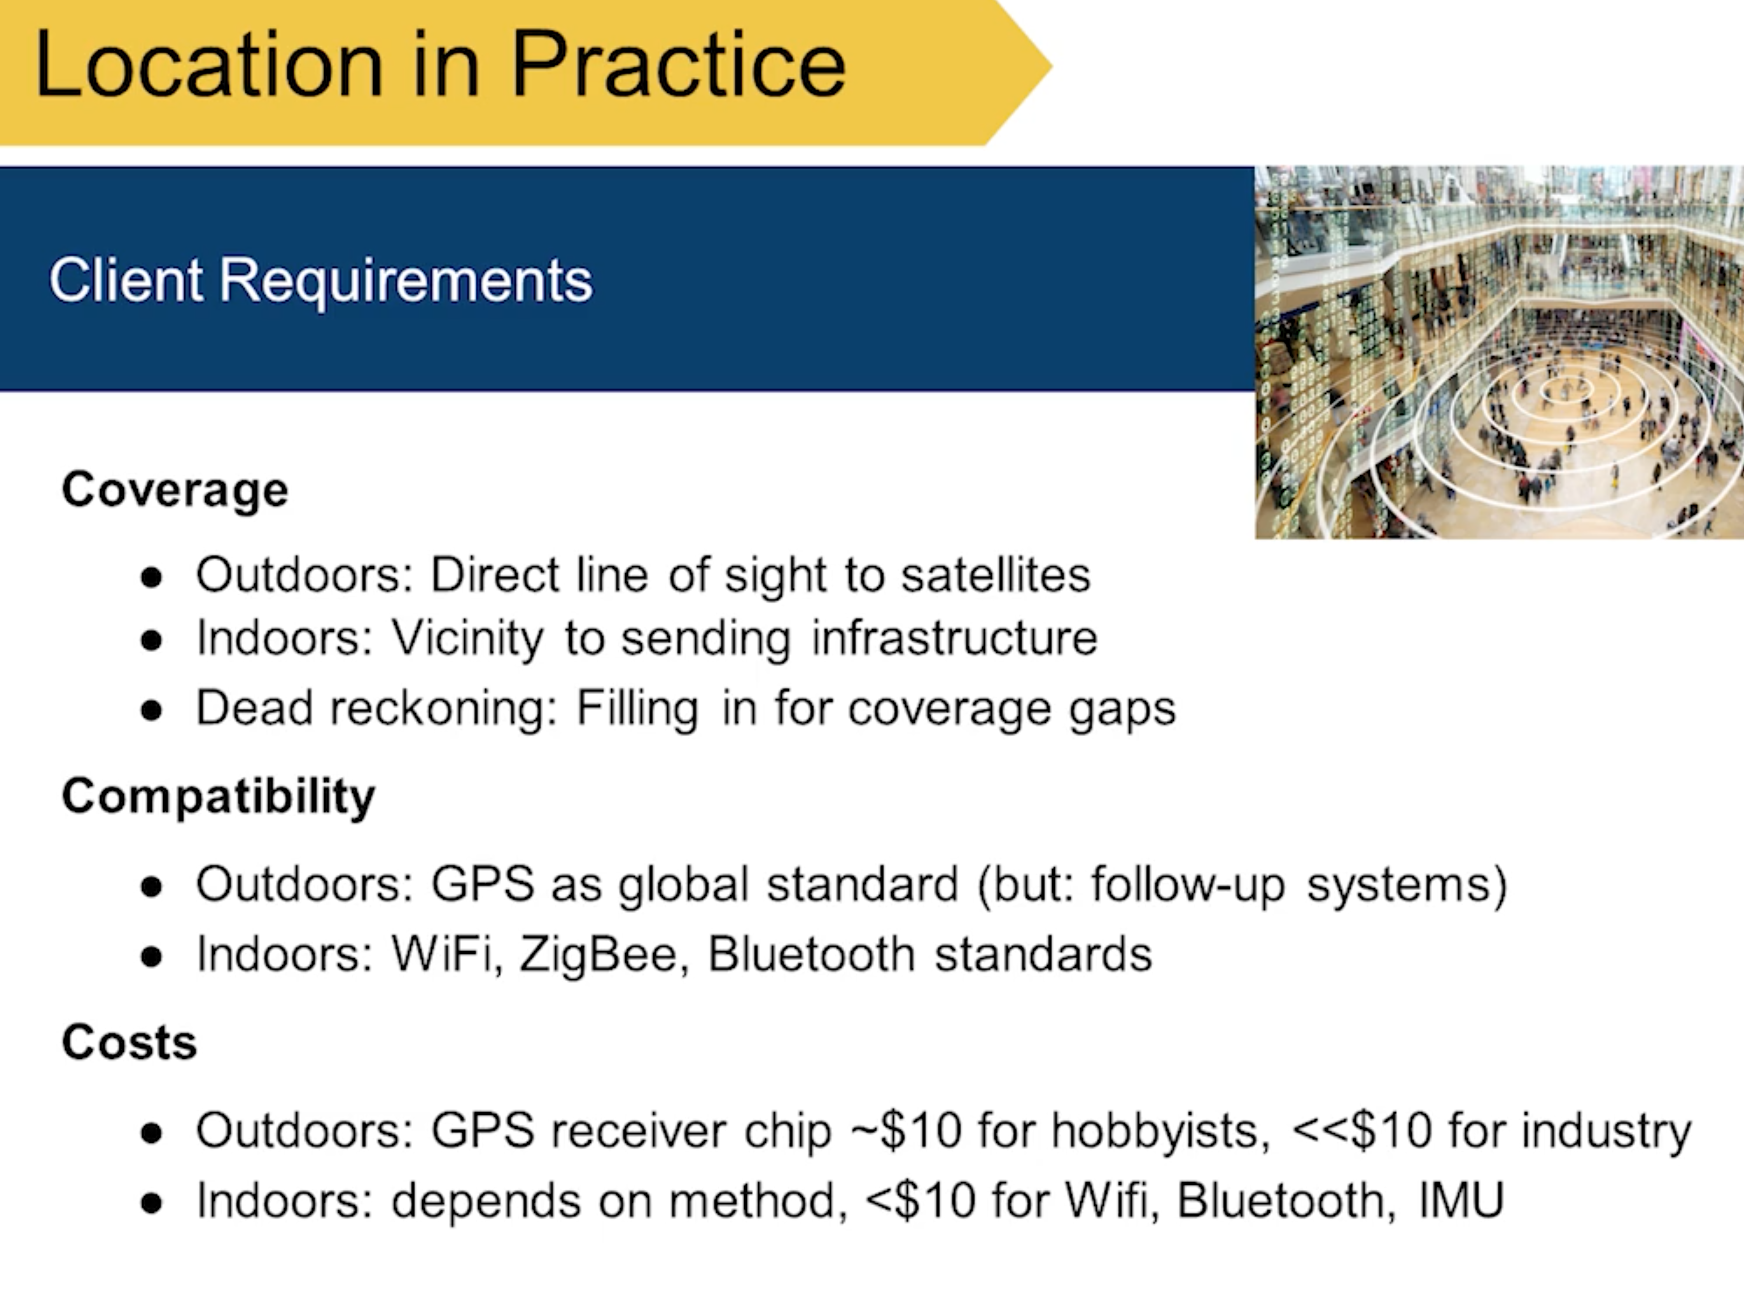 Location in Practice
Client Requirements
Coverage
● Outdoors: Direct line of sight to satellites
● Indoors: Vicinity to sending infrastructure
● Dead reckoning: Filling in for coverage gaps
Compatibility
● Outdoors: GPS as global standard (but: follow-up systems)
● Indoors: WiFi, ZigBee, Bluetooth standards
Costs
● Outdoors: GPS receiver chip ~$10 for hobbyists, <<$10 for industry
● Indoors: depends on method, <$10 for Wifi, Bluetooth, IMU